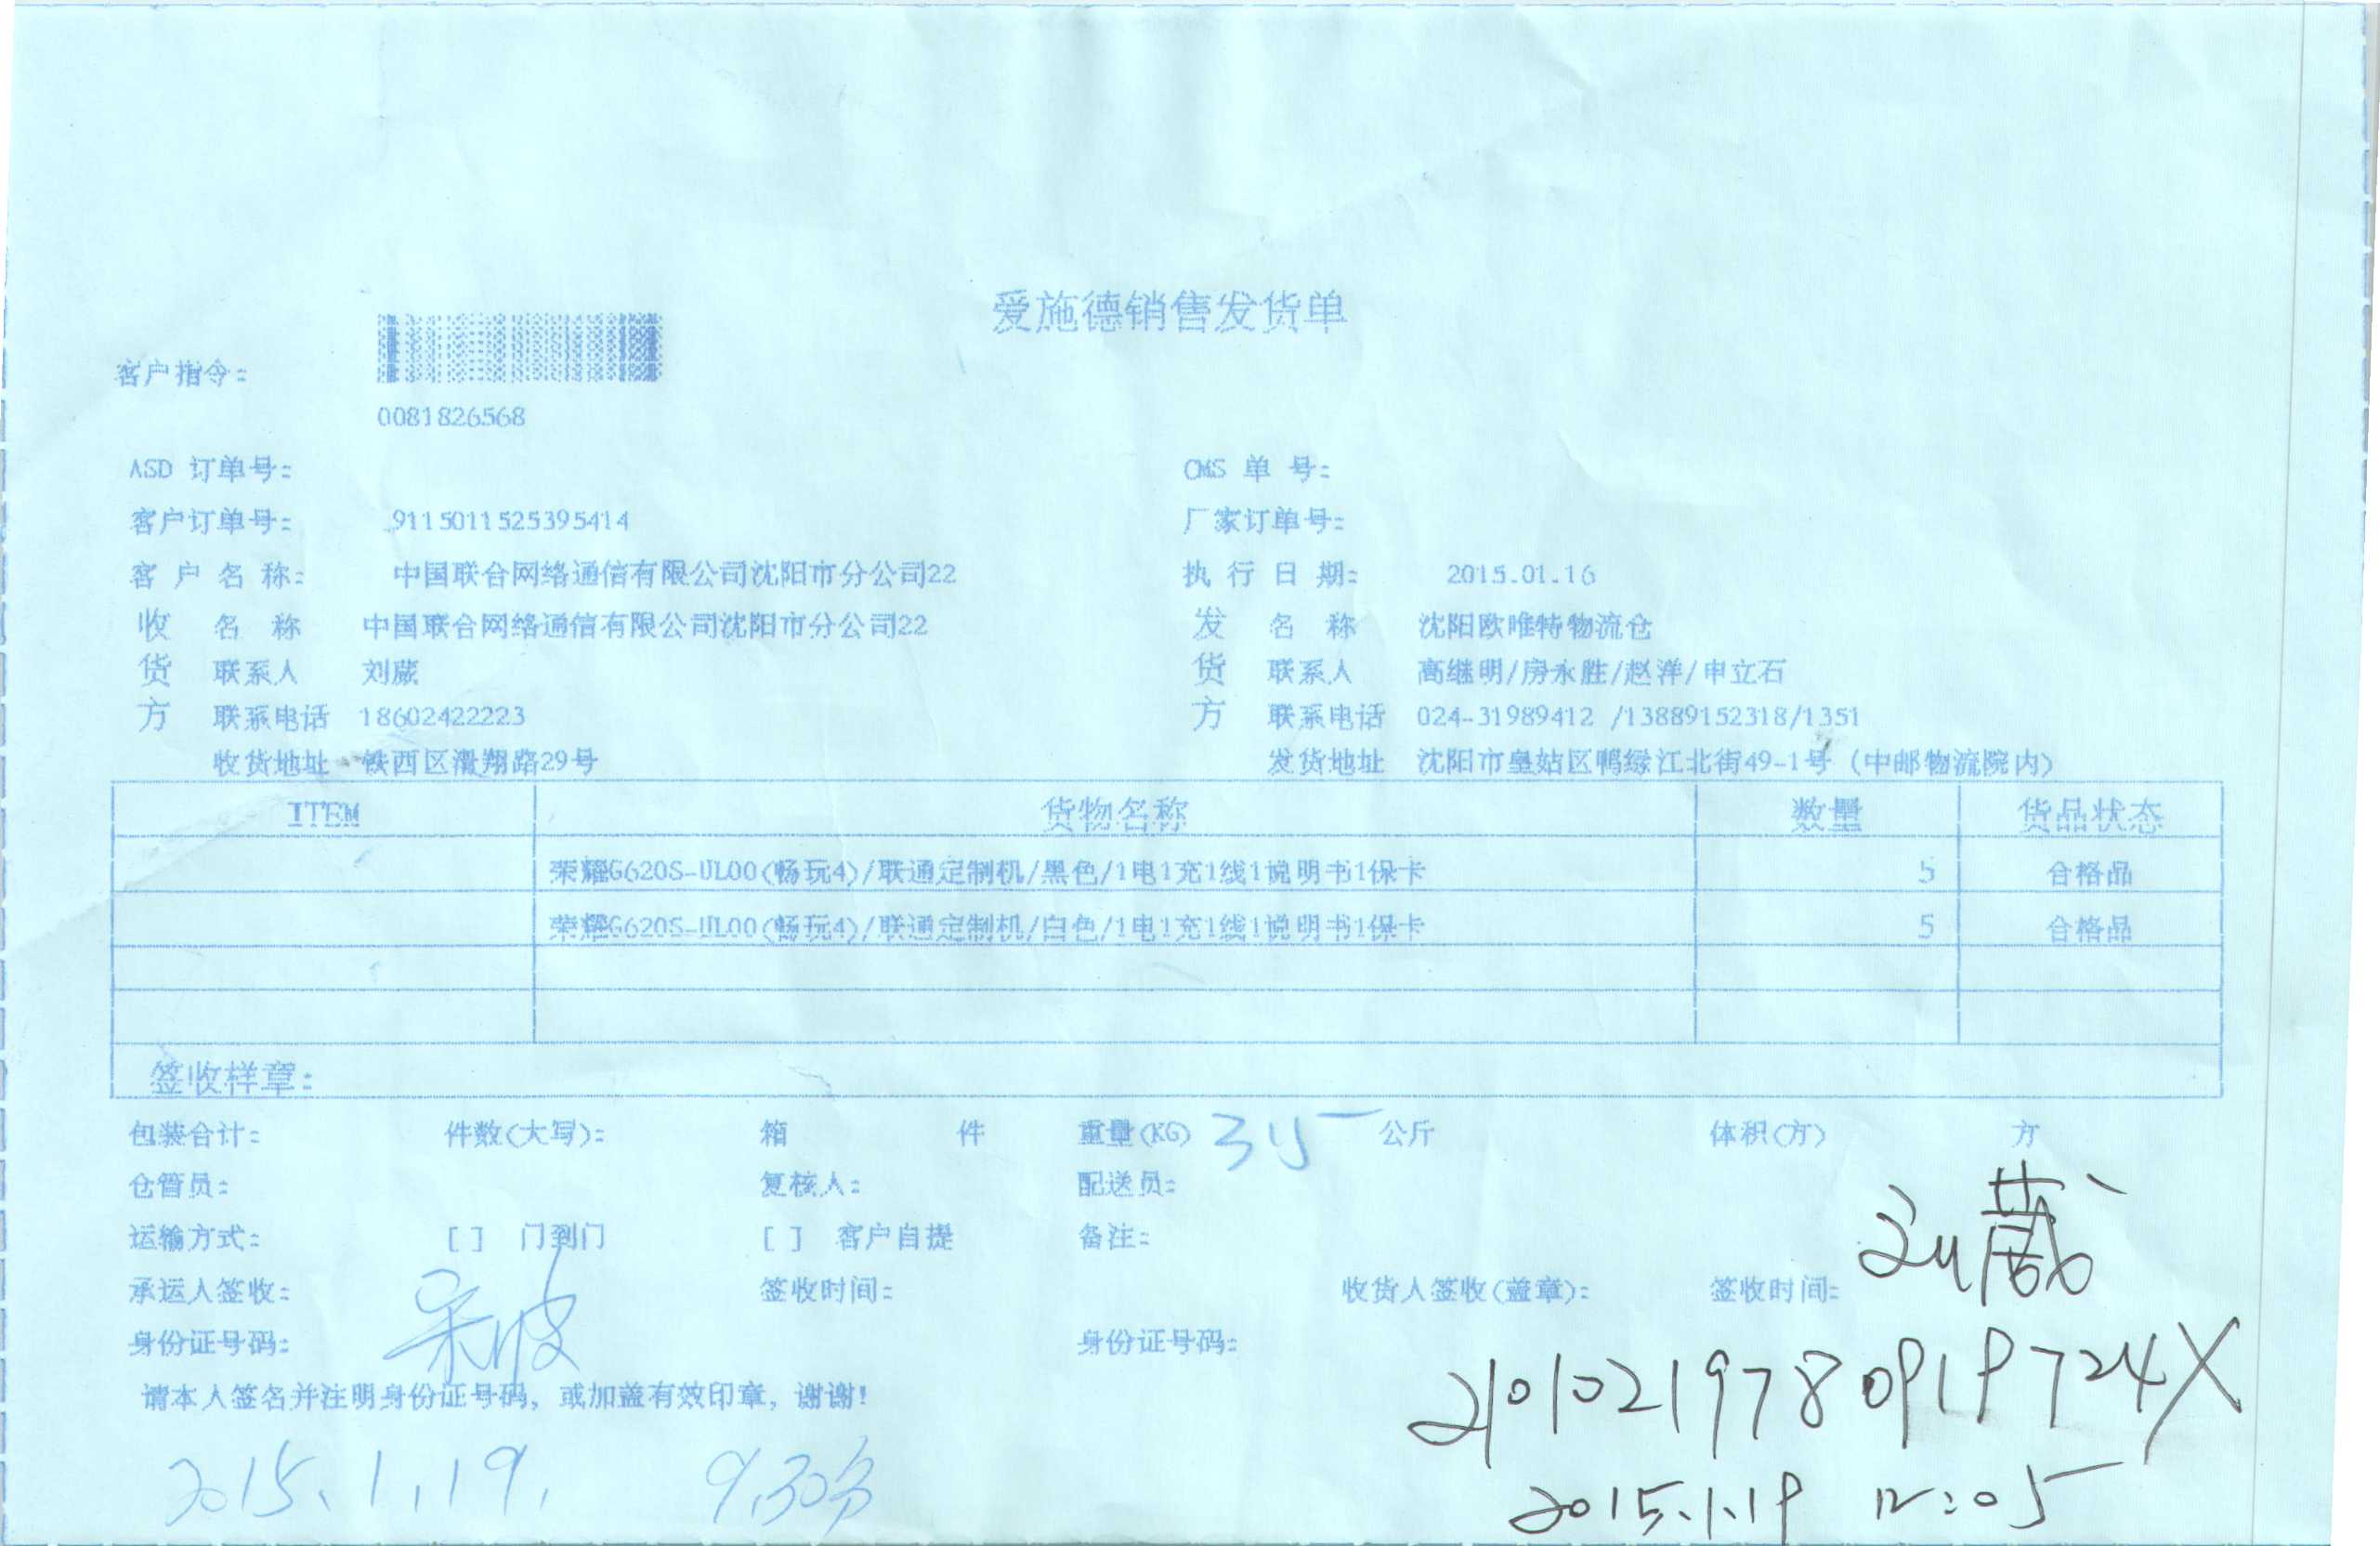 爱施德销售发货单
客户指令:
0081826568
ASD 订单号: CMS 单 号:
客户订单号: 9115011525395414 厂家订单号:
客 户 名 称: 中国联合网络通信有限公司沈阳市分公司22 执 行 日 期: 2015.01.16
收 名 称 中国联合网络通信有限公司沈阳市分公司22 发 名 称 沈阳欧唯特物流仓
货 联系人 刘葳 货 联系人 高继明/房永胜/赵洋/申立石
方 联系电话 18602422223 方 联系电话 024-31989412 /13889152318/1351
收货地址 铁西区滑翔路29号 发货地址 沈阳市皇姑区鸭绿江北街49-1号 (中邮物流院内)
ITEM 货物名称 数量 货品状态
荣耀G620S-UL00(畅玩4)/联通定制机/黑色/1电1充1线1说明书1保卡 5 合格品
荣耀G620S-UL00(畅玩4)/联通定制机/白色/1电1充1线1说明书1保卡 5 合格品
签收样章:
包装合计: 件数(大写): 箱 件 重量(KG) 公斤 体积(方) 方
仓管员: 复核人: 配送员:
运输方式: [ ] 门到门 [ ] 客户自提 备注:
承运人签收: 宋波 签收时间: 收货人签收(盖章): 签收时间: 刘葳
身份证号码: 身份证号码:
请本人签名并注明身份证号码, 或加盖有效印章, 谢谢!
2015.1.19. 9.30分 2015.1.19 12:05